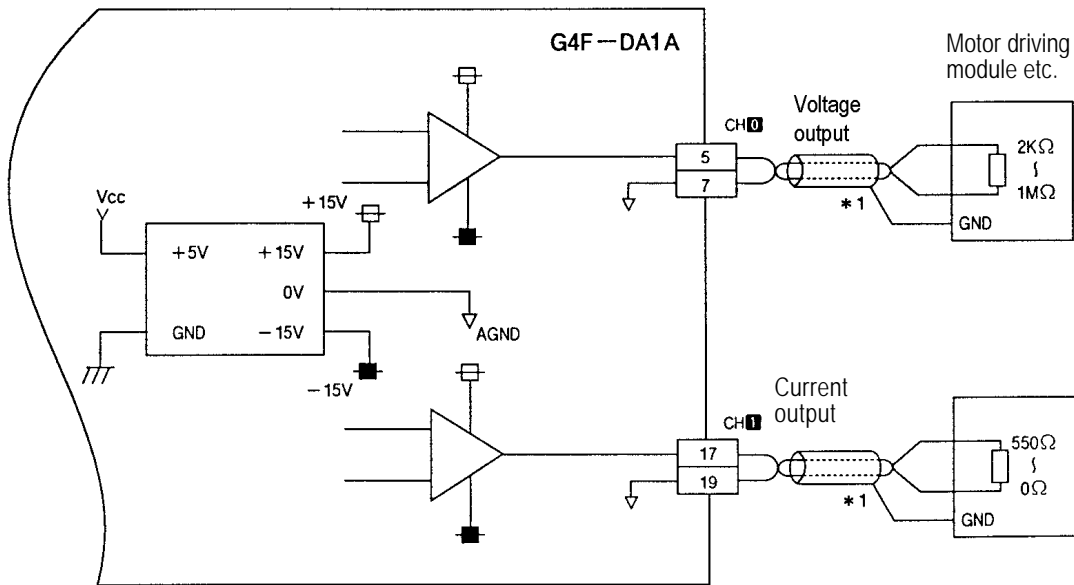 G4F-DA1A
Motor driving
module etc.
Voltage
output
CH0
5
7
2KΩ
∫
1MΩ
*1
GND
Vcc
+15V
+5V
+15V
0V
GND
-15V
AGND
-15V
Current
output
CH1
17
19
550Ω
∫
0Ω
*1
GND